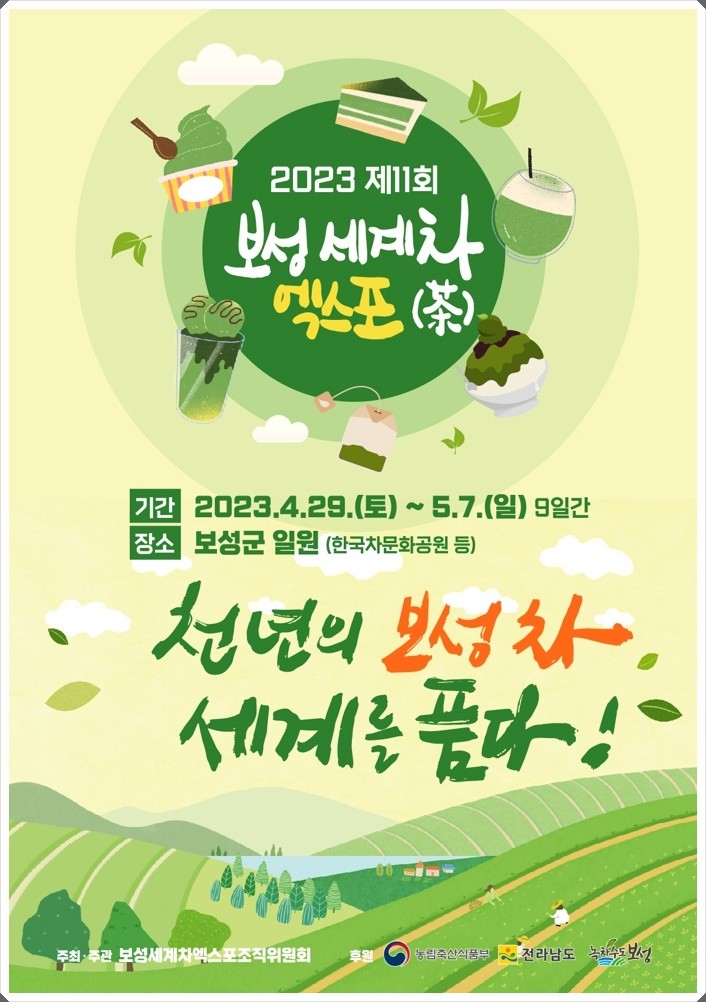 2023 제11회
보성 세계차
엑스포(茶)
기간 2023.4.29.(토) ~ 5.7.(일) 9일간
장소 보성군 일원 (한국차문화공원 등)
천년의 보성차
세계를 품다!
주최·주관 보성세계차엑스포조직위원회 후원 농림축산식품부 전라남도 녹차수도 보성